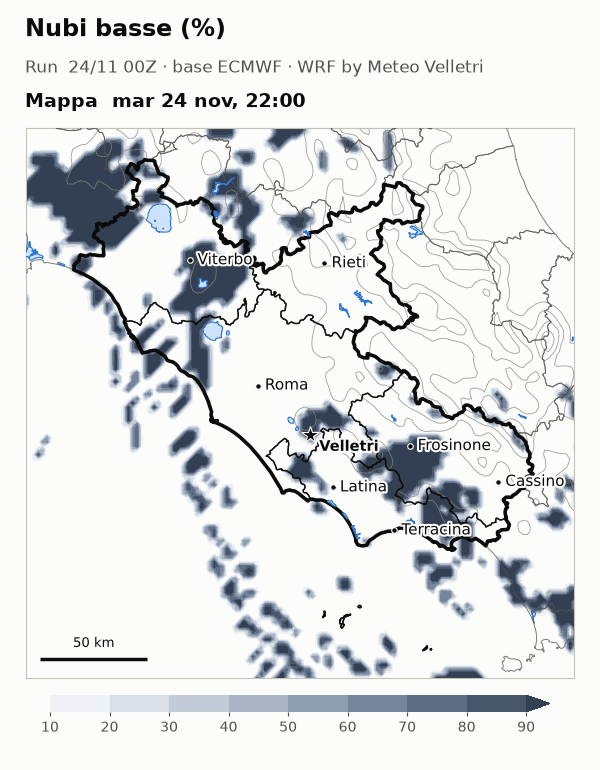 Nubi basse (%)
Run  24/11 00Z · base ECMWF · WRF by Meteo Velletri
Mappa  mar 24 nov, 22:00
Viterbo
Rieti
Roma
Velletri
Frosinone
Latina
Cassino
Terracina
50 km
10 20 30 40 50 60 70 80 90